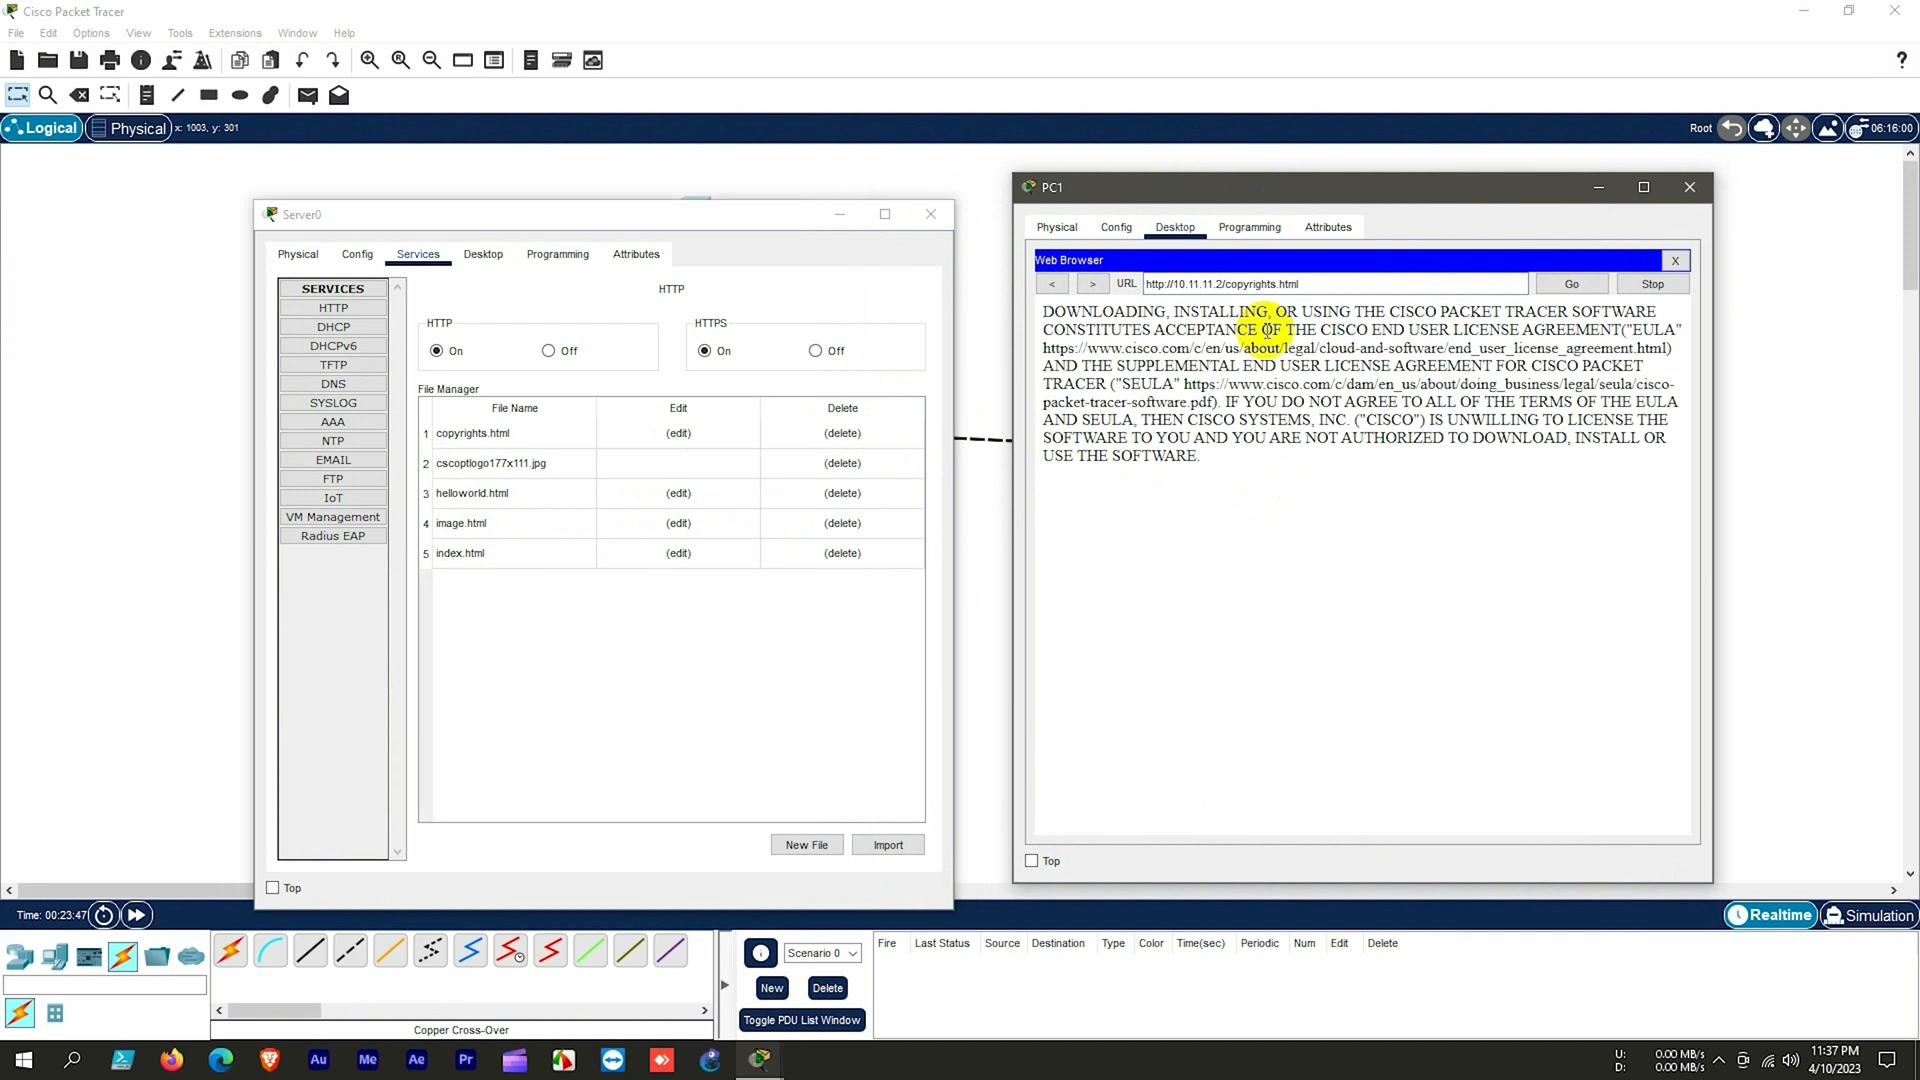 Cisco Packet Tracer
File Edit Options View Tools Extensions Window Help
Logical Physical x: 1003, y: 301
Root 06:16:00
Server0
Physical Config Services Desktop Programming Attributes
SERVICES
HTTP
DHCP
DHCPv6
TFTP
DNS
SYSLOG
AAA
NTP
EMAIL
FTP
IoT
VM Management
Radius EAP
HTTP
HTTP
On Off
HTTPS
On Off
File Manager
File Name Edit Delete
1 copyrights.html (edit) (delete)
2 cscoptlogo177x111.jpg (delete)
3 helloworld.html (edit) (delete)
4 image.html (edit) (delete)
5 index.html (edit) (delete)
New File Import
Top
PC1
Physical Config Desktop Programming Attributes
Web Browser X
< > URL http://10.11.11.2/copyrights.html Go Stop
DOWNLOADING, INSTALLING, OR USING THE CISCO PACKET TRACER SOFTWARE
CONSTITUTES ACCEPTANCE OF THE CISCO END USER LICENSE AGREEMENT("EULA"
https://www.cisco.com/c/en/us/about/legal/cloud-and-software/end_user_license_agreement.html)
AND THE SUPPLEMENTAL END USER LICENSE AGREEMENT FOR CISCO PACKET
TRACER ("SEULA" https://www.cisco.com/c/dam/en_us/about/doing_business/legal/seula/cisco-
packet-tracer-software.pdf). IF YOU DO NOT AGREE TO ALL OF THE TERMS OF THE EULA
AND SEULA, THEN CISCO SYSTEMS, INC. ("CISCO") IS UNWILLING TO LICENSE THE
SOFTWARE TO YOU AND YOU ARE NOT AUTHORIZED TO DOWNLOAD, INSTALL OR
USE THE SOFTWARE.
Top
Time: 00:23:47
Realtime Simulation
Copper Cross-Over
Scenario 0
New Delete
Toggle PDU List Window
Fire Last Status Source Destination Type Color Time(sec) Periodic Num Edit Delete
Au Me Ae Pr
U: 0.00 MB/s
D: 0.00 MB/s
11:37 PM
4/10/2023